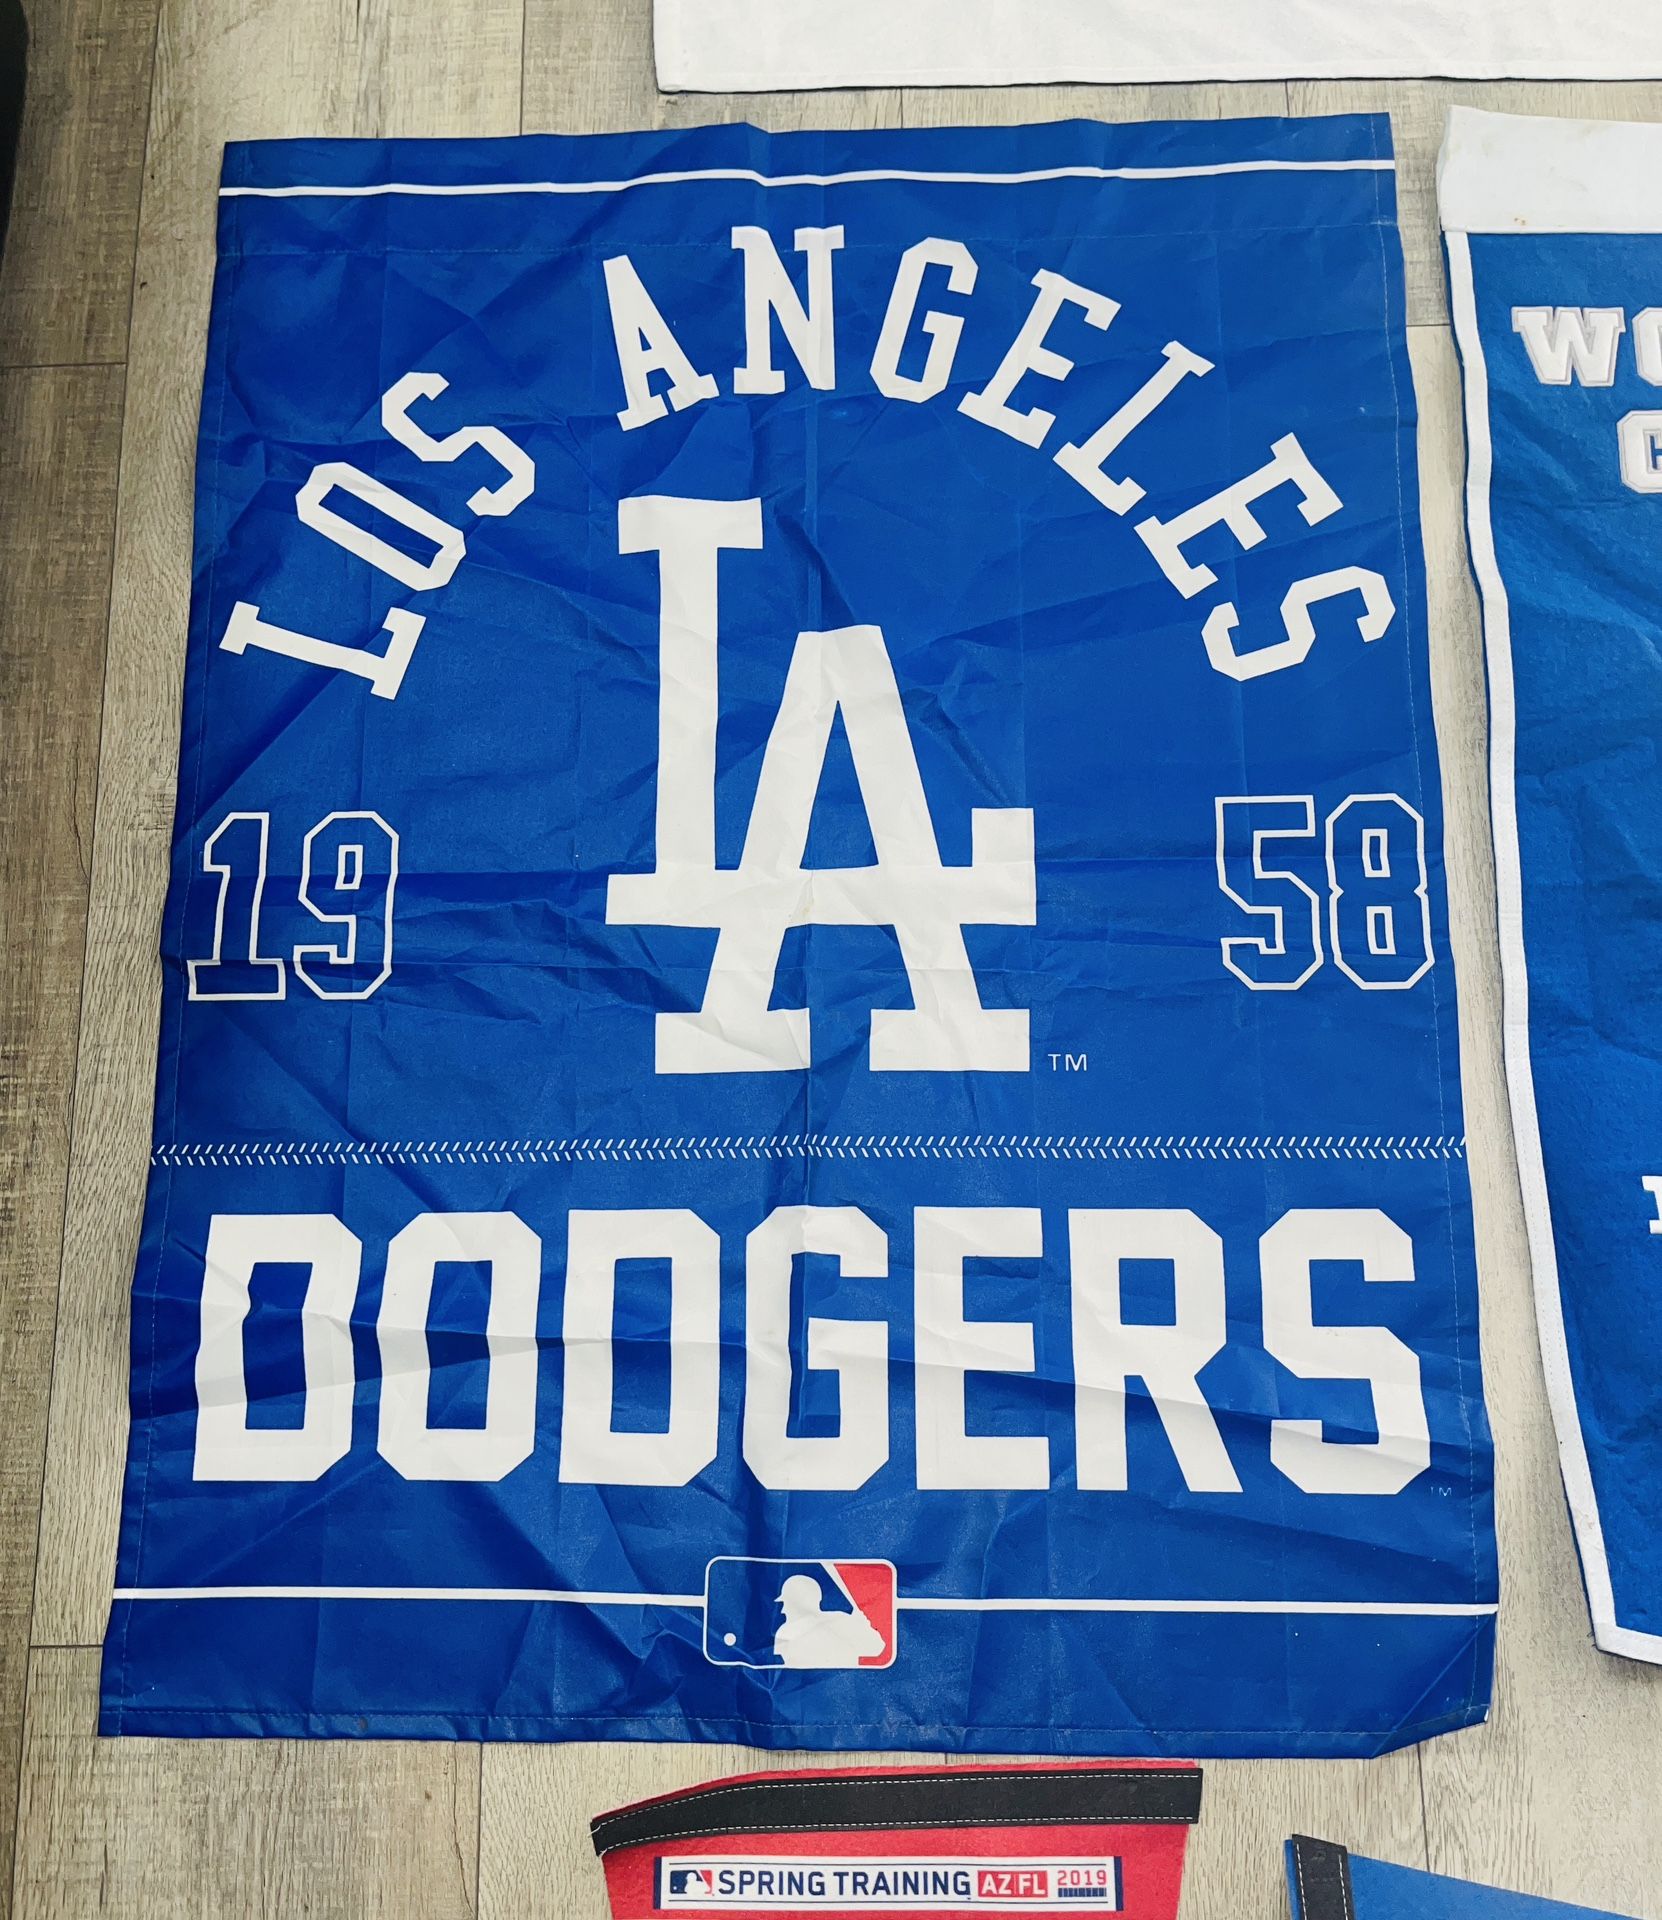 LOS ANGELES
LA
TM
19 58
DODGERS
TM
SPRING TRAINING AZ FL 2019